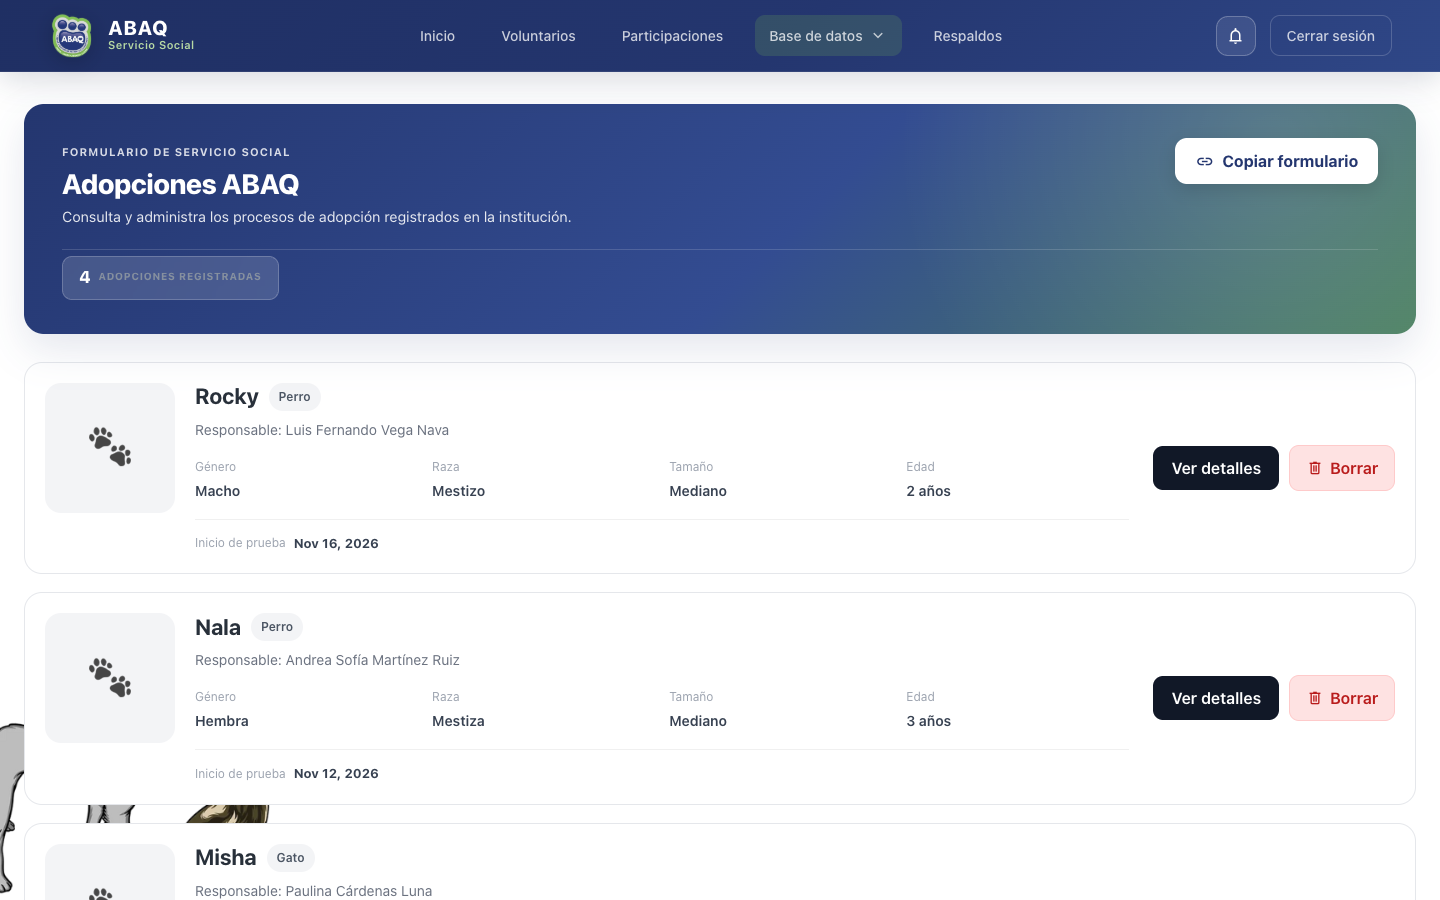 ABAQ
Servicio Social
ABAQ
Inicio
Voluntarios
Participaciones
Base de datos
Respaldos
Cerrar sesión
FORMULARIO DE SERVICIO SOCIAL
Adopciones ABAQ
Consulta y administra los procesos de adopción registrados en la institución.
Copiar formulario
4 ADOPCIONES REGISTRADAS
Rocky Perro
Responsable: Luis Fernando Vega Nava
Género Raza Tamaño Edad
Macho Mestizo Mediano 2 años
Inicio de prueba Nov 16, 2026
Ver detalles Borrar
Nala Perro
Responsable: Andrea Sofía Martínez Ruiz
Género Raza Tamaño Edad
Hembra Mestiza Mediano 3 años
Inicio de prueba Nov 12, 2026
Ver detalles Borrar
Misha Gato
Responsable: Paulina Cárdenas Luna